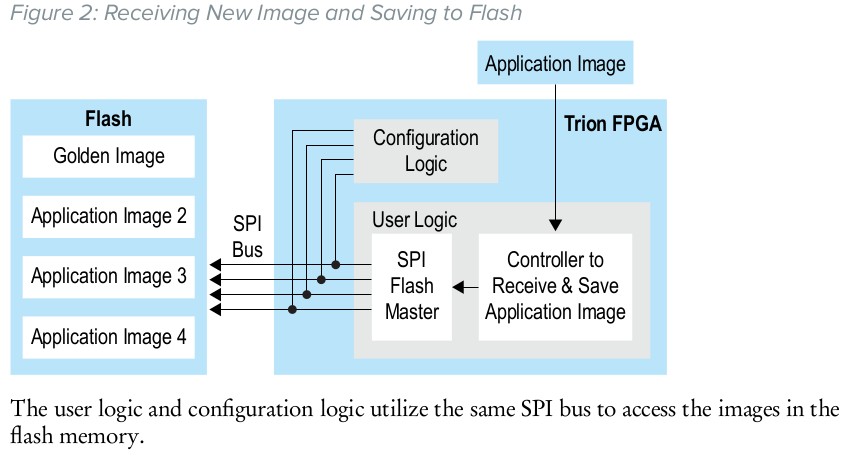 Figure 2: Receiving New Image and Saving to Flash
Application Image
Flash
Golden Image
Application Image 2
Application Image 3
Application Image 4
SPI
Bus
Trion FPGA
Configuration
Logic
User Logic
SPI
Flash
Master
Controller to
Receive & Save
Application Image
The user logic and configuration logic utilize the same SPI bus to access the images in the
flash memory.